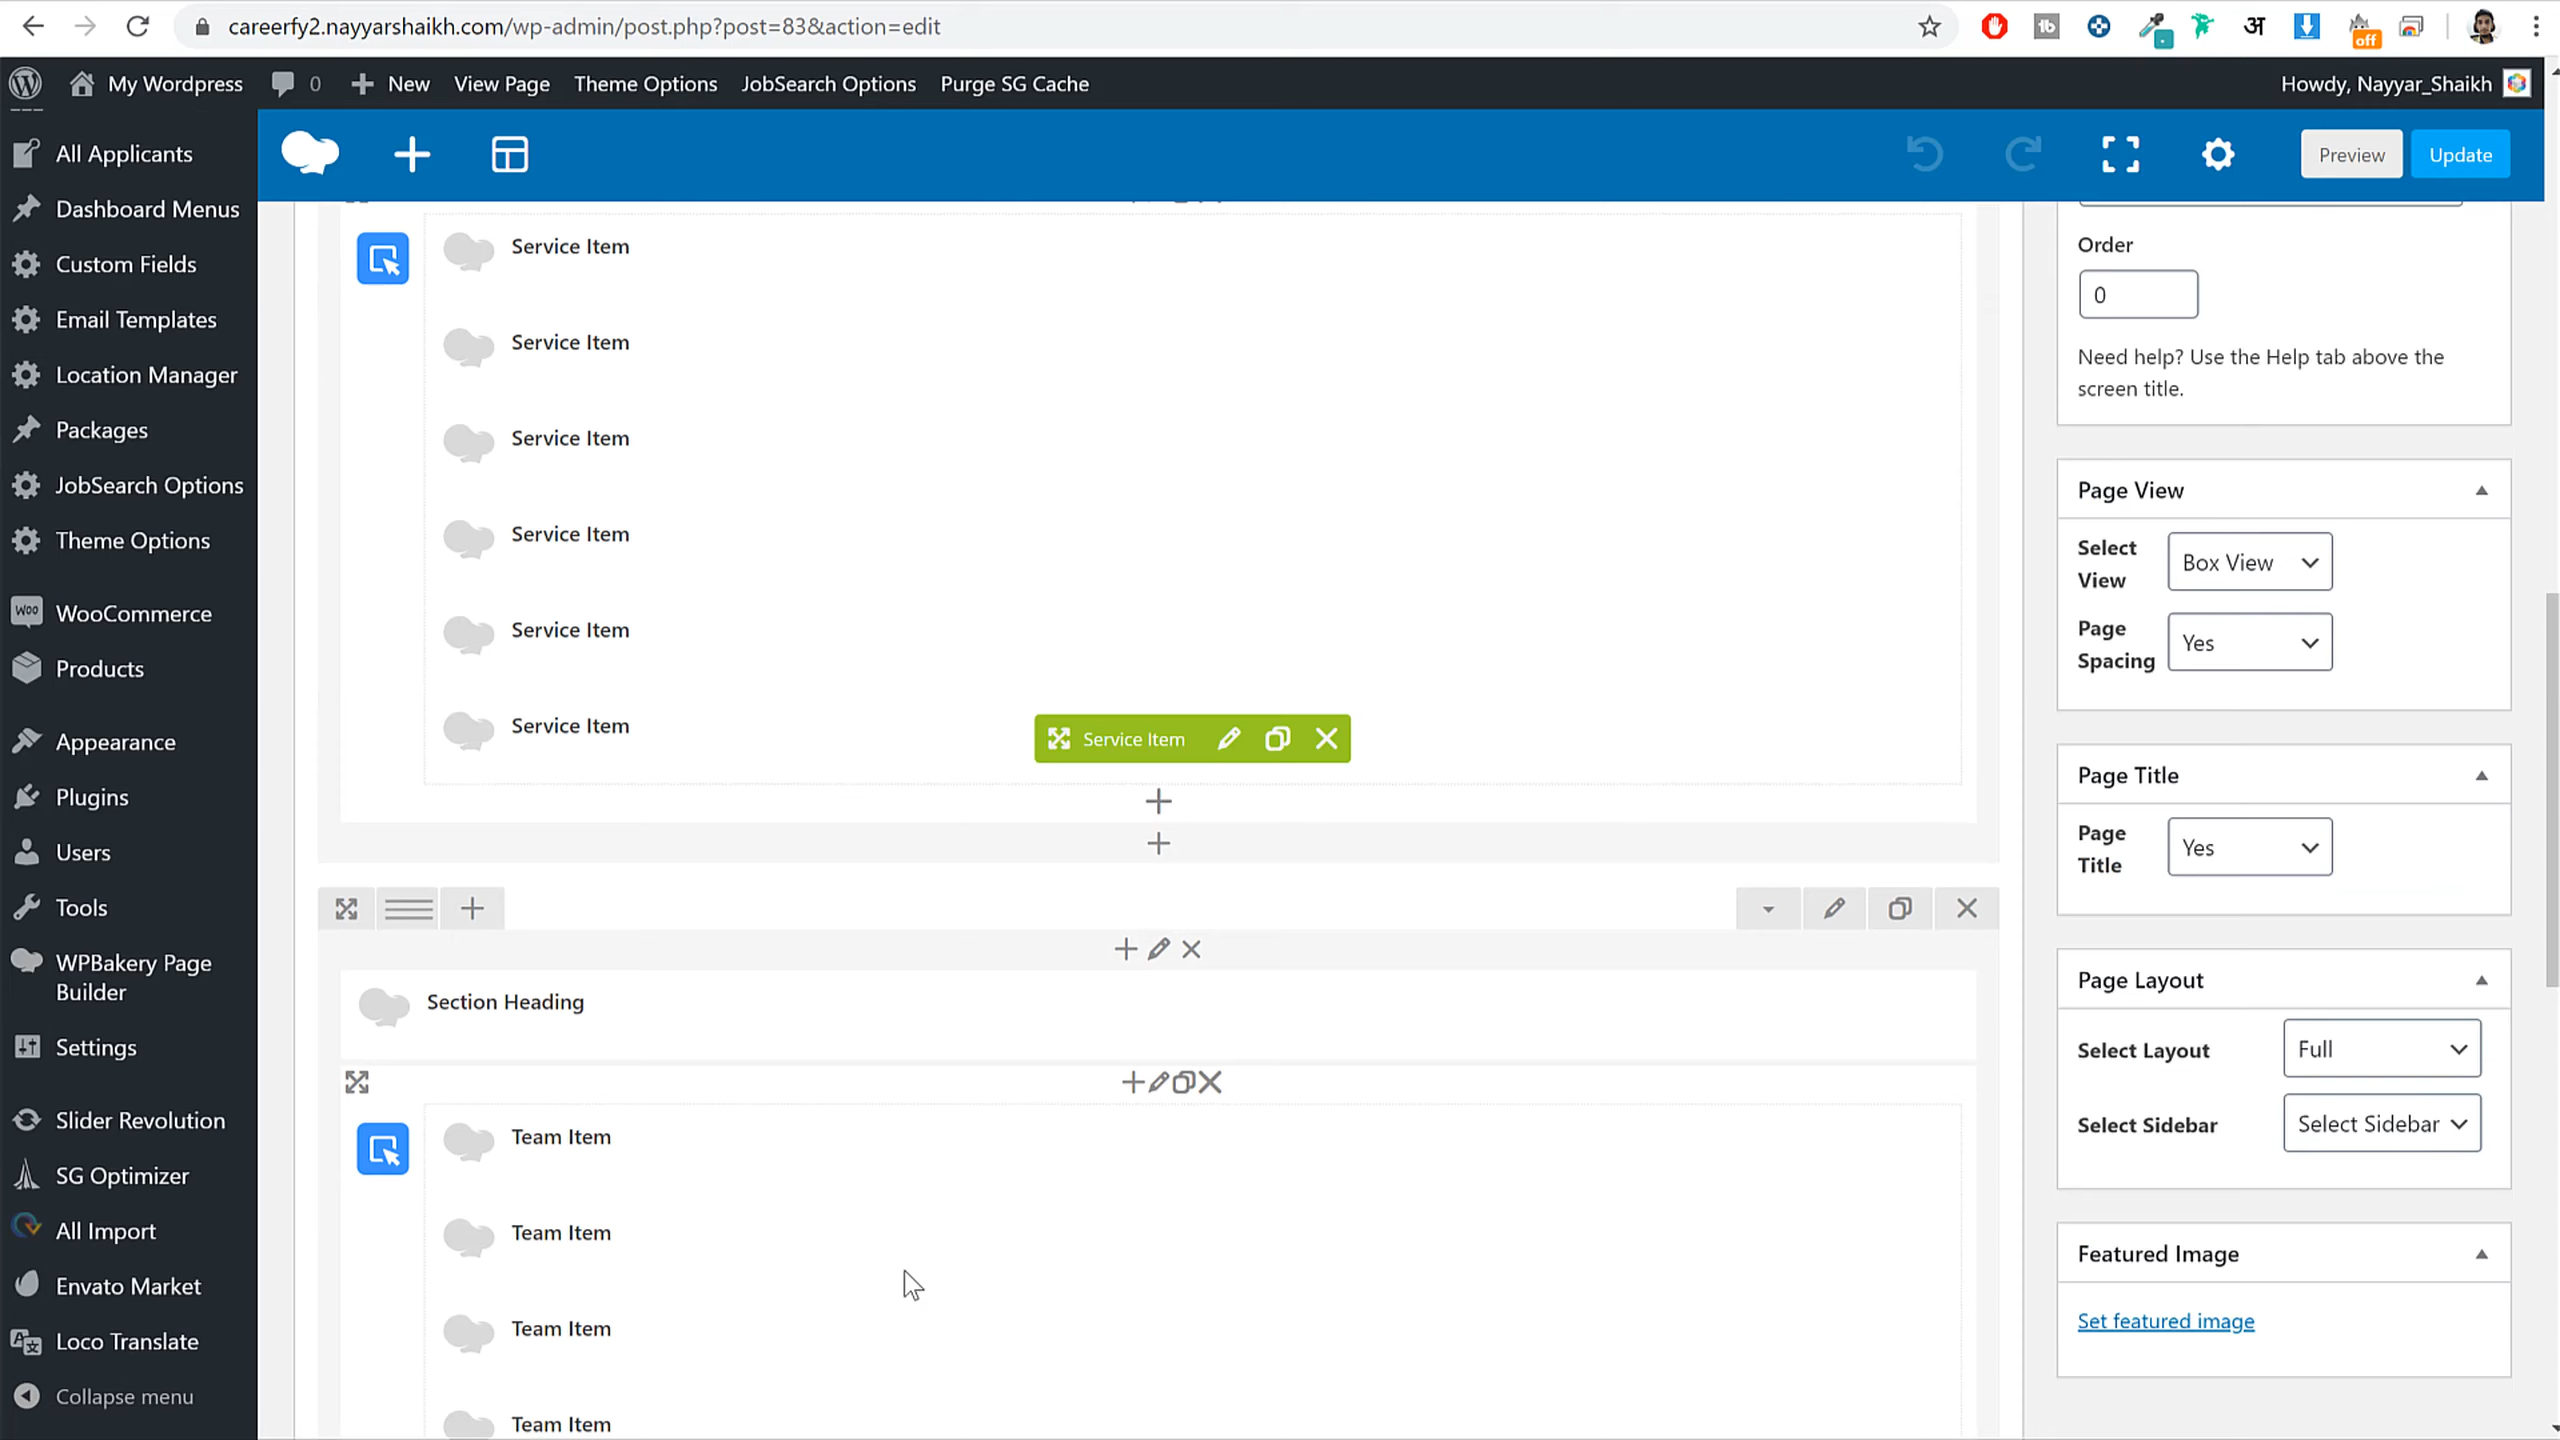 careerfy2.nayyarshaikh.com/wp-admin/post.php?post=83&action=edit
tb
अ
off
My Wordpress
0
New
View Page
Theme Options
JobSearch Options
Purge SG Cache
Howdy, Nayyar_Shaikh
Preview
Update
All Applicants
Dashboard Menus
Custom Fields
Email Templates
Location Manager
Packages
JobSearch Options
Theme Options
Woo
WooCommerce
Products
Appearance
Plugins
Users
Tools
WPBakery Page
Builder
Settings
Slider Revolution
SG Optimizer
All Import
Envato Market
Loco Translate
Collapse menu
Service Item
Service Item
Service Item
Service Item
Service Item
Service Item
Service Item
Section Heading
Team Item
Team Item
Team Item
Team Item
Order
0
Need help? Use the Help tab above the
screen title.
Page View
Select
View
Box View
Page
Spacing
Yes
Page Title
Page
Title
Yes
Page Layout
Select Layout
Full
Select Sidebar
Select Sidebar
Featured Image
Set featured image